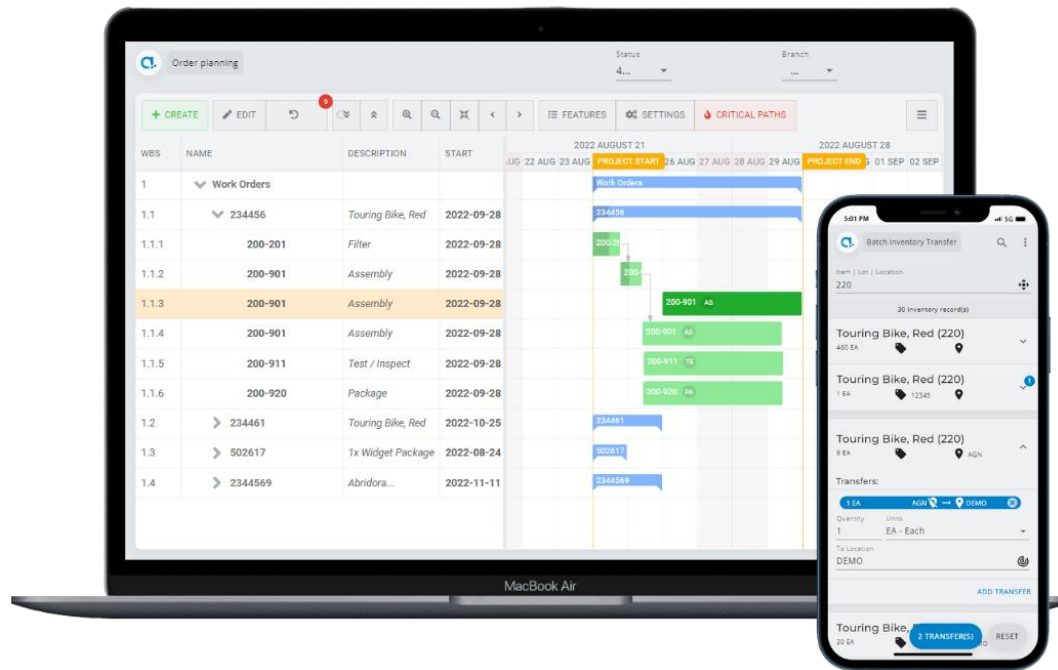 Order planning
Status
4...
Branch
...
CREATE
EDIT
9
FEATURES
SETTINGS
CRITICAL PATHS
WBS NAME DESCRIPTION START
2022 AUGUST 21 2022 AUGUST 28
AUG 22 AUG 23 AUG PROJECT START 26 AUG 27 AUG 28 AUG 29 AUG PROJECT END 01 SEP 02 SEP
1 Work Orders Work Orders
1.1 234456 Touring Bike, Red 2022-09-28 234456
1.1.1 200-201 Filter 2022-09-28
1.1.2 200-901 Assembly 2022-09-28
1.1.3 200-901 Assembly 2022-09-28 200-901 AS
1.1.4 200-901 Assembly 2022-09-28 200-901 AS
1.1.5 200-911 Test / Inspect 2022-09-28 200-911 TE
1.1.6 200-920 Package 2022-09-28 200-920 PA
1.2 234461 Touring Bike, Red 2022-10-25 234461
1.3 502617 1x Widget Package 2022-08-24 502617
1.4 2344569 Abridora... 2022-11-11 2344569
MacBook Air
5:01 PM 5G
Batch Inventory Transfer
Item | Lot | Location
220
30 Inventory record(s)
Touring Bike, Red (220)
460 EA
Touring Bike, Red (220)
1
1 EA 12345
Touring Bike, Red (220)
6 EA AGN
Transfers:
1 EA AGN → DEMO
Quantity Units
1 EA - Each
To Location
DEMO
ADD TRANSFER
Touring Bike,
30 EA
2 TRANSFER(S)
RESET